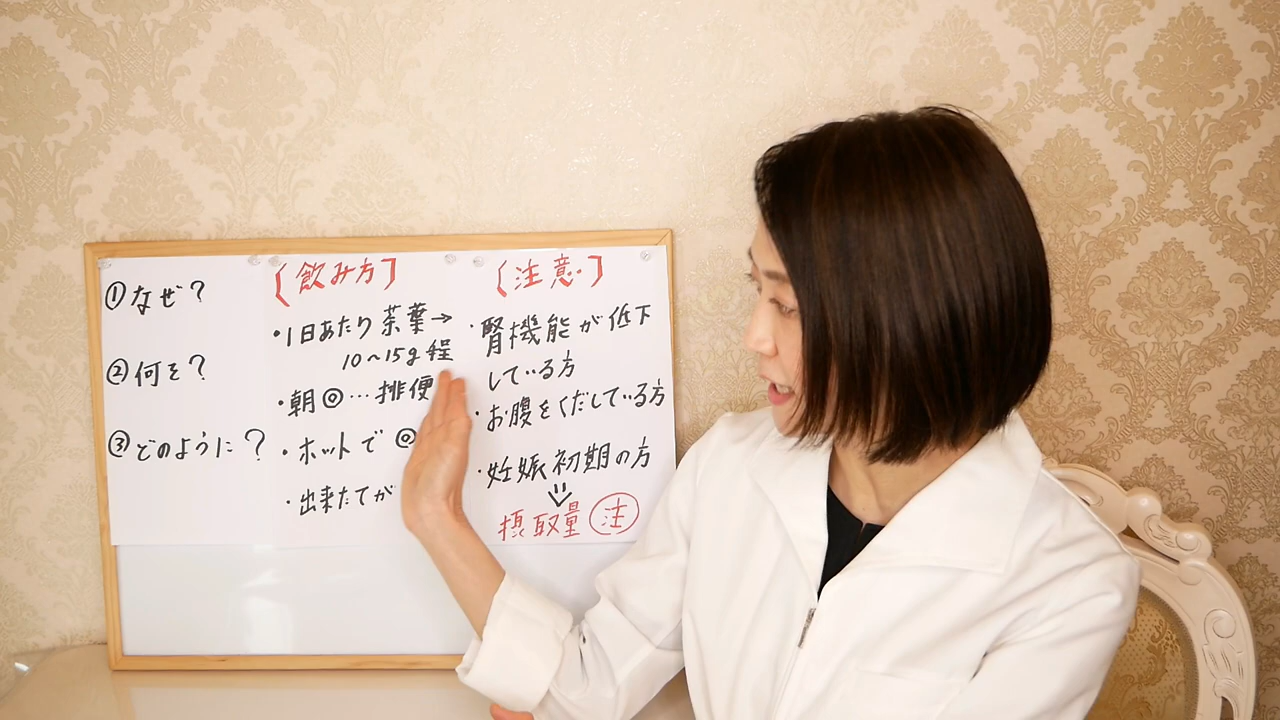 ①なぜ?
②何を?
③どのように?
〔飲み方〕
・1日あたり茶葉→
10~15g程
・朝◎…排便
・ホットで◎
・出来たてが
〔注意〕
・腎機能が低下
している方
・お腹をくだしている方
・妊娠初期の方
⇓
摂取量 注